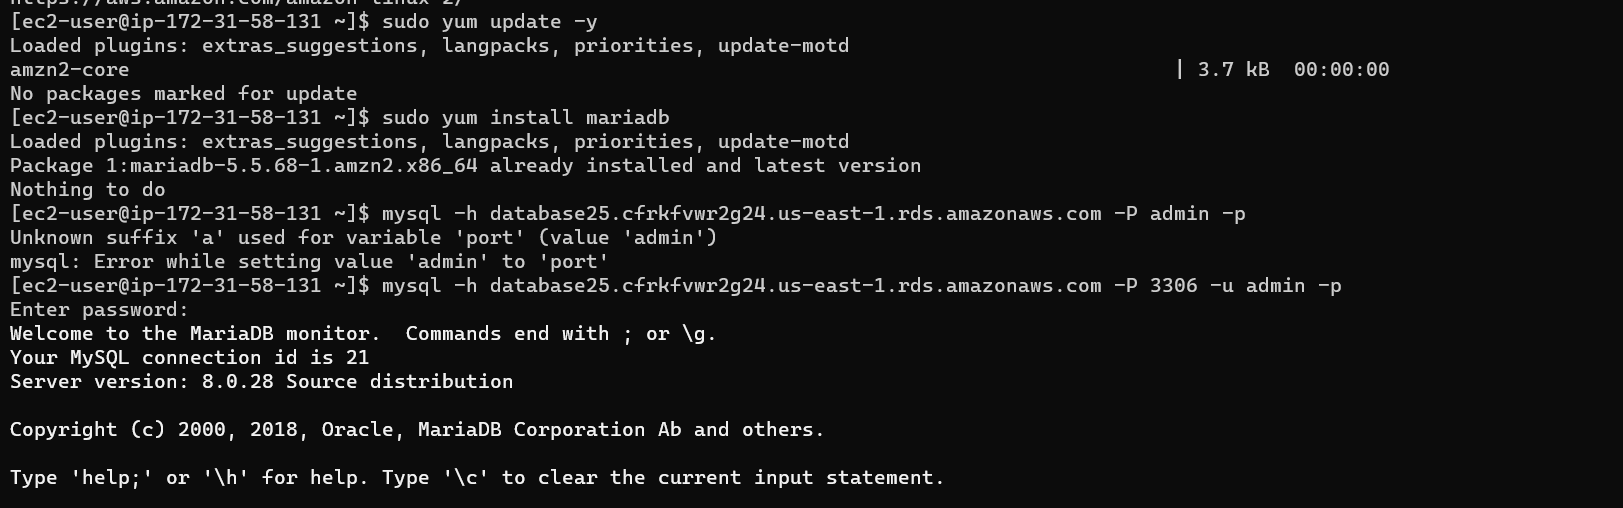 [ec2-user@ip-172-31-58-131 ~]$ sudo yum update -y
Loaded plugins: extras_suggestions, langpacks, priorities, update-motd
amzn2-core | 3.7 kB 00:00:00
No packages marked for update
[ec2-user@ip-172-31-58-131 ~]$ sudo yum install mariadb
Loaded plugins: extras_suggestions, langpacks, priorities, update-motd
Package 1:mariadb-5.5.68-1.amzn2.x86_64 already installed and latest version
Nothing to do
[ec2-user@ip-172-31-58-131 ~]$ mysql -h database25.cfrkfvwr2g24.us-east-1.rds.amazonaws.com -P admin -p
Unknown suffix 'a' used for variable 'port' (value 'admin')
mysql: Error while setting value 'admin' to 'port'
[ec2-user@ip-172-31-58-131 ~]$ mysql -h database25.cfrkfvwr2g24.us-east-1.rds.amazonaws.com -P 3306 -u admin -p
Enter password:
Welcome to the MariaDB monitor.  Commands end with ; or \g.
Your MySQL connection id is 21
Server version: 8.0.28 Source distribution
Copyright (c) 2000, 2018, Oracle, MariaDB Corporation Ab and others.
Type 'help;' or '\h' for help. Type '\c' to clear the current input statement.